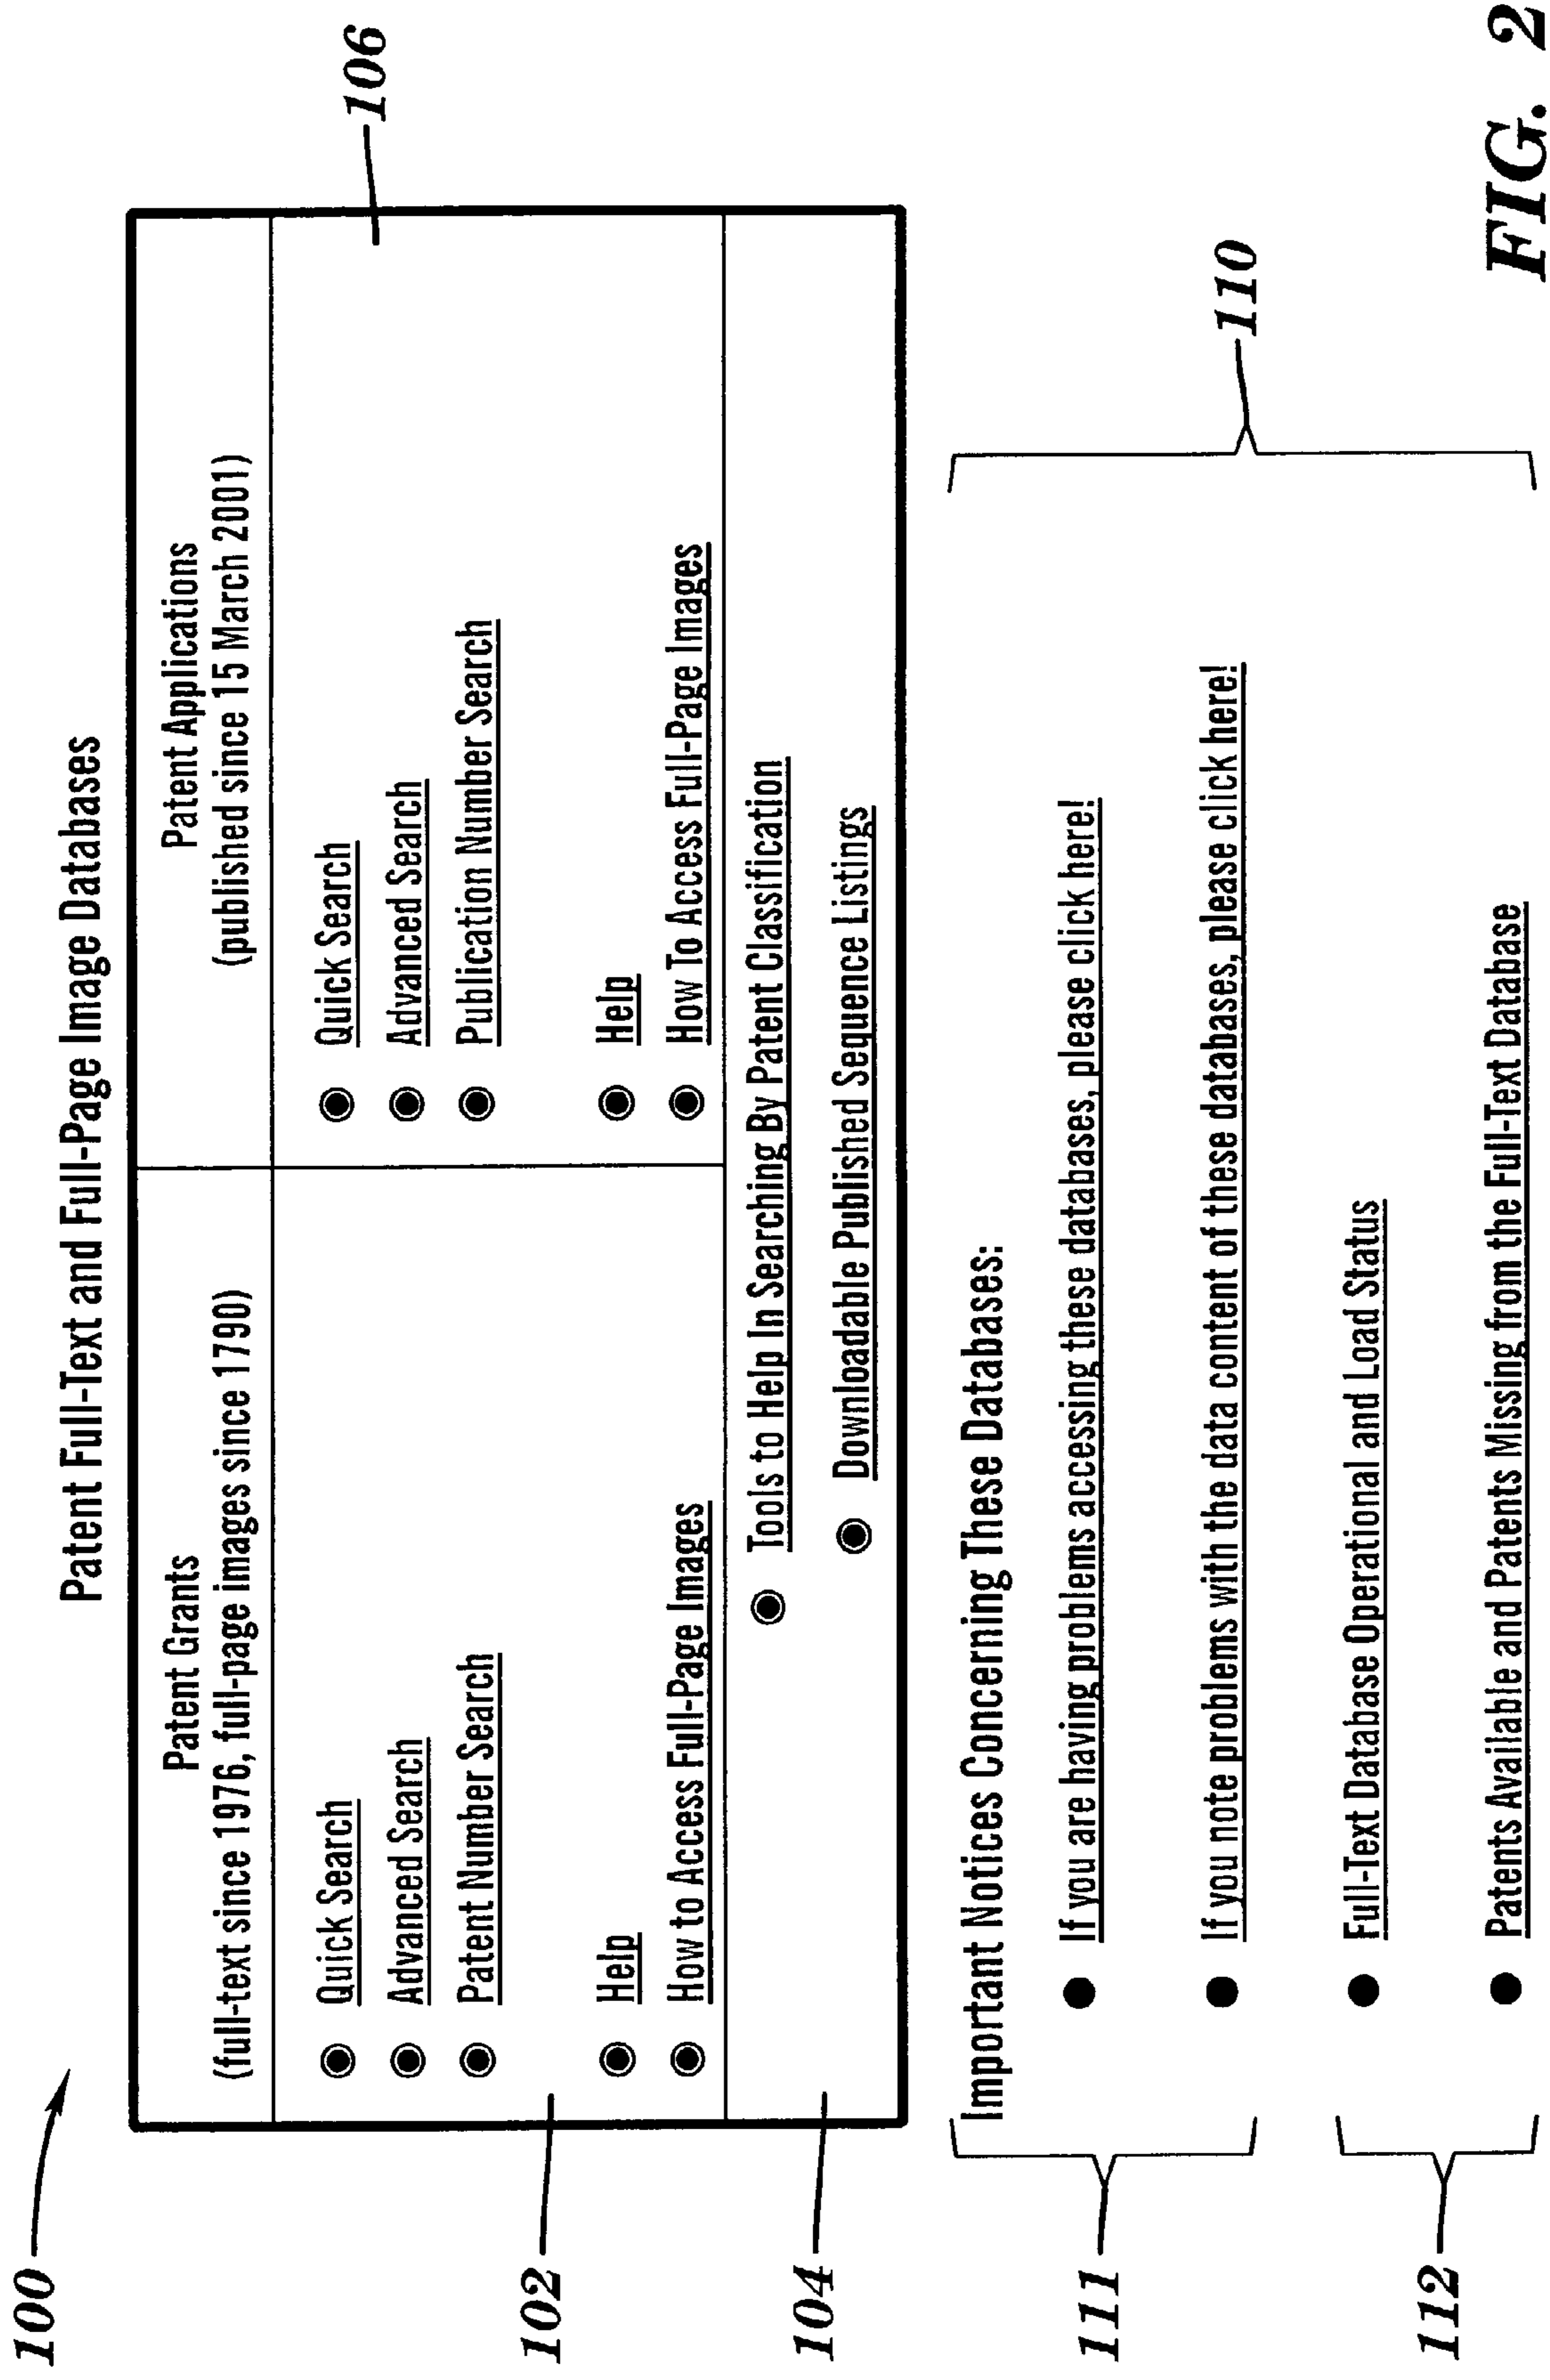 100
Patent Full-Text and Full-Page Image Databases
Patent Grants
(full-text since 1976, full-page images since 1790)
Patent Applications
(published since 15 March 2001)
106
Quick Search
Advanced Search
Patent Number Search
Help
How to Access Full-Page Images
Quick Search
Advanced Search
Publication Number Search
Help
How To Access Full-Page Images
102
Tools to Help In Searching By Patent Classification
Downloadable Published Sequence Listings
104
Important Notices Concerning These Databases:
If you are having problems accessing these databases, please click here!
If you note problems with the data content of these databases, please click here!
111
110
Full-Text Database Operational and Load Status
Patents Available and Patents Missing from the Full-Text Database
112
FIG. 2